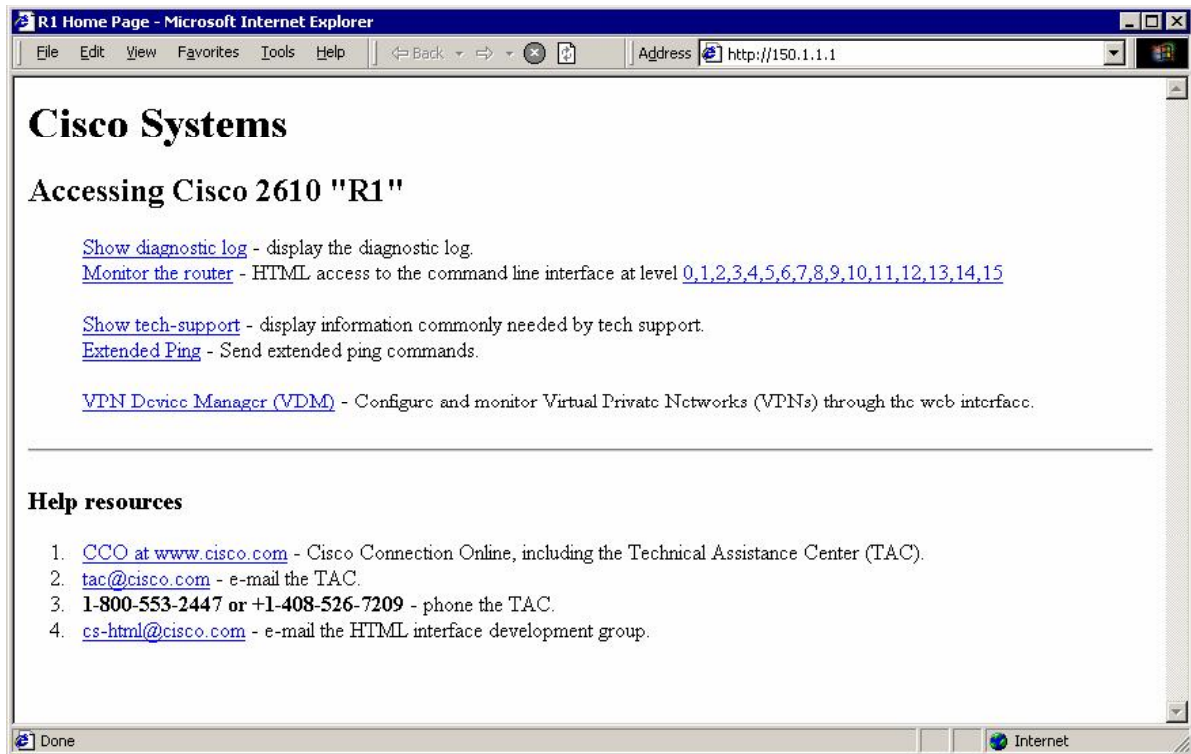 R1 Home Page - Microsoft Internet Explorer
File Edit View Favorites Tools Help Back Address http://150.1.1.1
Cisco Systems
Accessing Cisco 2610 "R1"
Show diagnostic log - display the diagnostic log.
Monitor the router - HTML access to the command line interface at level 0,1,2,3,4,5,6,7,8,9,10,11,12,13,14,15
Show tech-support - display information commonly needed by tech support.
Extended Ping - Send extended ping commands.
VPN Device Manager (VDM) - Configure and monitor Virtual Private Networks (VPNs) through the web interface.
Help resources
1. CCO at www.cisco.com - Cisco Connection Online, including the Technical Assistance Center (TAC).
2. tac@cisco.com - e-mail the TAC.
3. 1-800-553-2447 or +1-408-526-7209 - phone the TAC.
4. cs-html@cisco.com - e-mail the HTML interface development group.
Done Internet